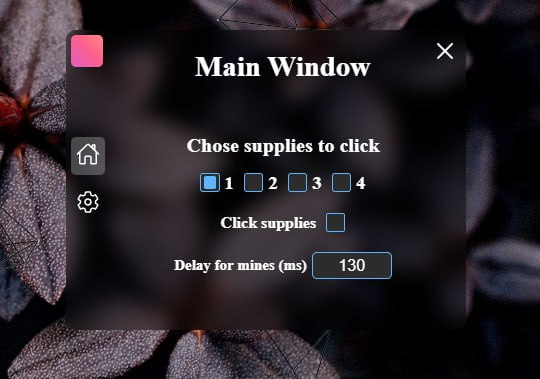 Main Window
Chose supplies to click
1 2 3 4
Click supplies
Delay for mines (ms) 130